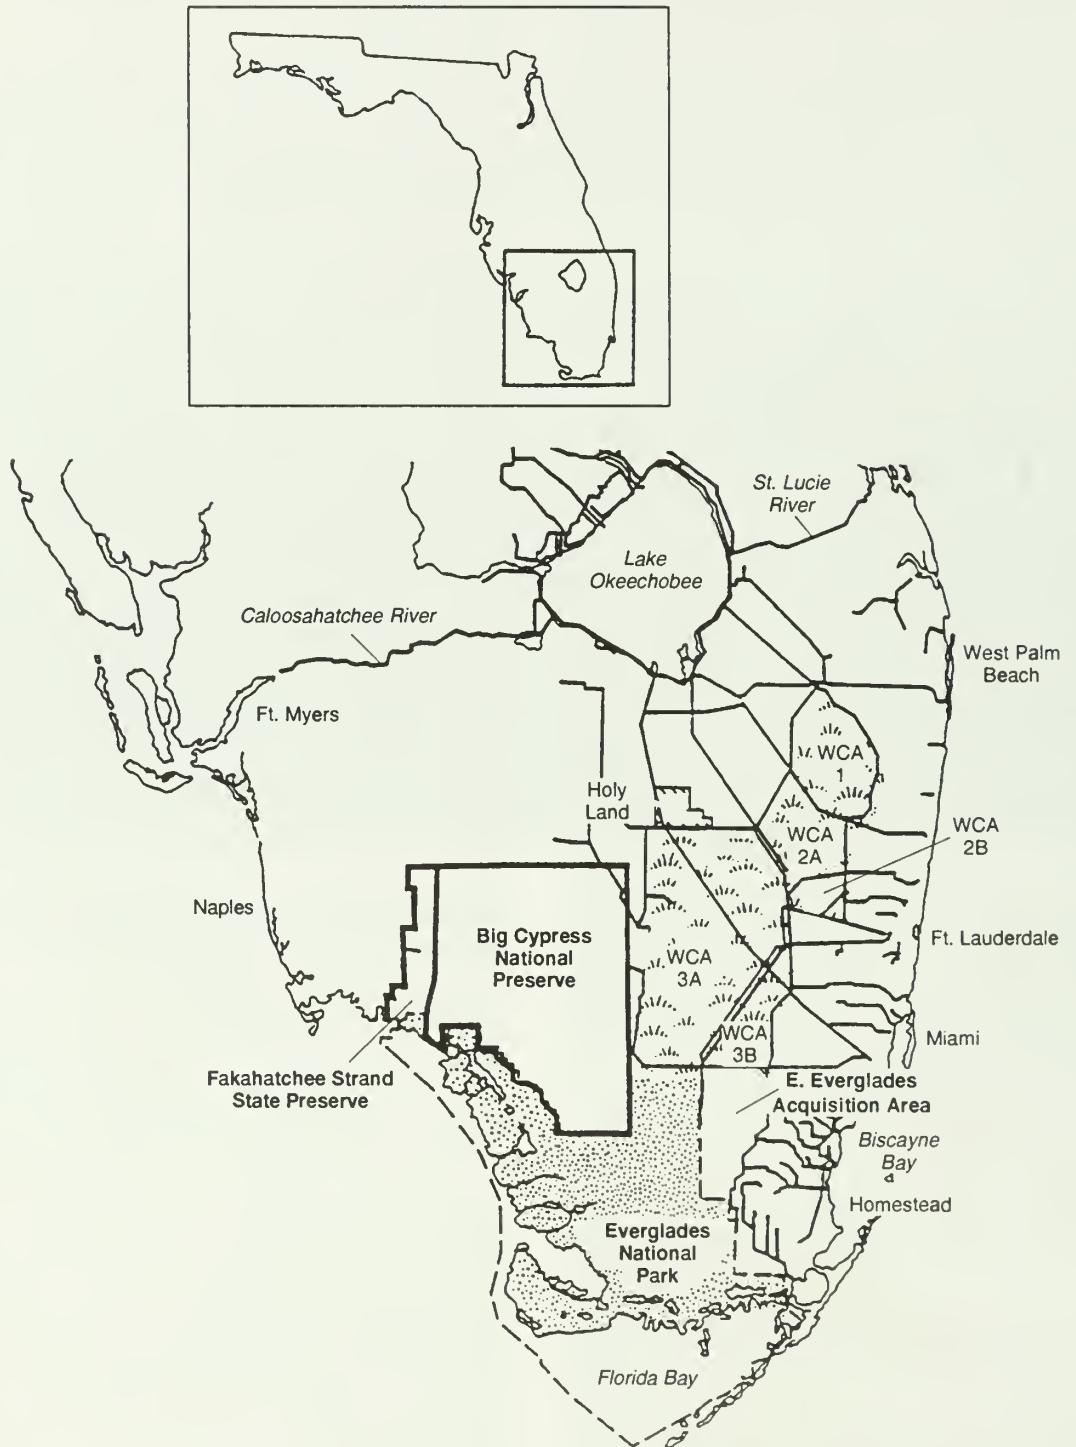 St. Lucie
River
Lake
Okeechobee
Caloosahatchee River
West Palm
Beach
Ft. Myers
WCA
1
Holy
Land
WCA
2A
WCA
2B
Naples
Big Cypress
National
Preserve
Ft. Lauderdale
WCA
3A
WCA
3B
Miami
Fakahatchee Strand
State Preserve
E. Everglades
Acquisition Area
Biscayne
Bay
Homestead
Everglades
National
Park
Florida Bay